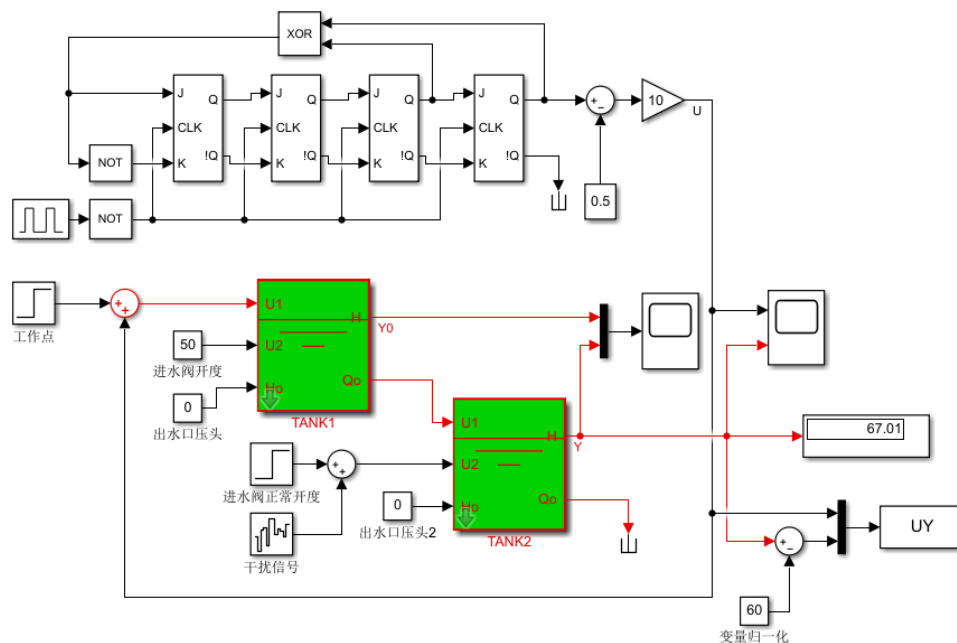 XOR
J
Q
J
Q
J
Q
J
Q
CLK
CLK
CLK
CLK
K
!Q
K
!Q
K
!Q
K
!Q
NOT
NOT
10
U
0.5
工作点
U1
U2
Ho
H
Qo
Y0
TANK1
50
进水阀开度
0
出水口压头
U1
U2
Ho
H
Qo
Y
TANK2
进水阀正常开度
0
出水口压头2
干扰信号
67.01
UY
60
变量归一化